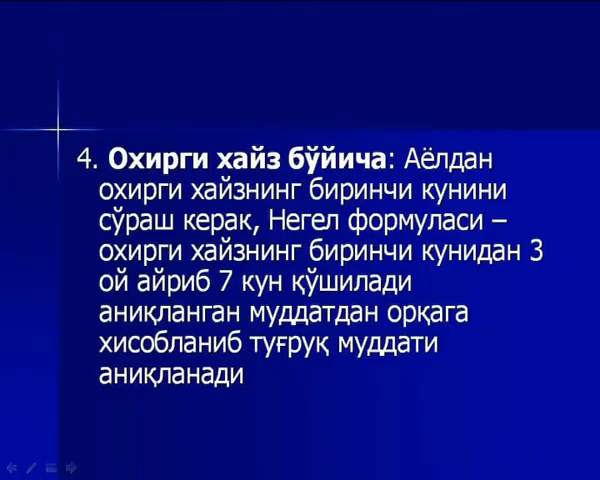 4. Охирги хайз бўйича: Аёлдан
охирги хайзнинг биринчи кунини
сўраш керак, Негел формуласи –
охирги хайзнинг биринчи кунидан 3
ой айриб 7 кун қўшилади
аниқланган муддатдан орқага
хисобланиб туғруқ муддати
аниқланади